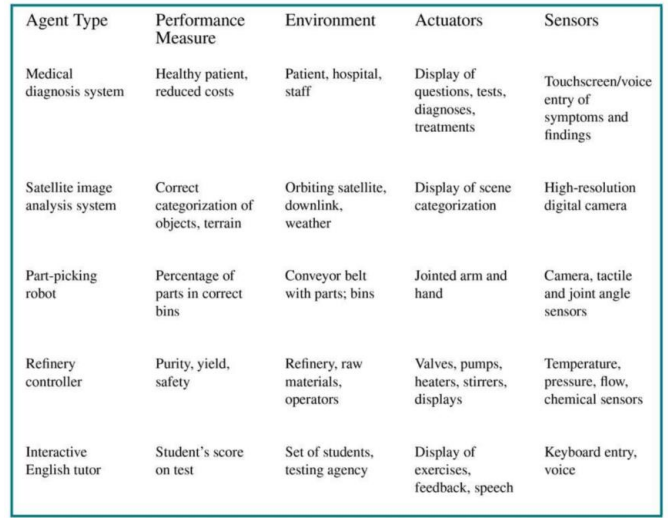 Agent Type
Performance
Measure
Environment
Actuators
Sensors
Medical
diagnosis system
Healthy patient,
reduced costs
Patient, hospital,
staff
Display of
questions, tests,
diagnoses,
treatments
Touchscreen/voice
entry of
symptoms and
findings
Satellite image
analysis system
Correct
categorization of
objects, terrain
Orbiting satellite,
downlink,
weather
Display of scene
categorization
High-resolution
digital camera
Part-picking
robot
Percentage of
parts in correct
bins
Conveyor belt
with parts; bins
Jointed arm and
hand
Camera, tactile
and joint angle
sensors
Refinery
controller
Purity, yield,
safety
Refinery, raw
materials,
operators
Valves, pumps,
heaters, stirrers,
displays
Temperature,
pressure, flow,
chemical sensors
Interactive
English tutor
Student's score
on test
Set of students,
testing agency
Display of
exercises,
feedback, speech
Keyboard entry,
voice